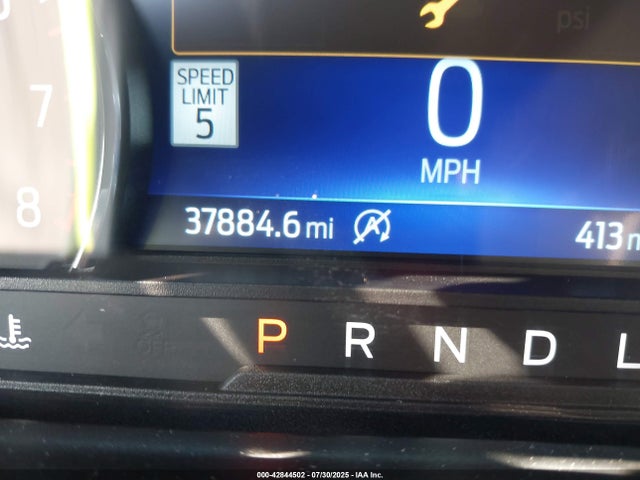 psi
7
SPEED
LIMIT
5
0
MPH
8
37884.6 mi
413 m
P R N D L
000-42844502 - 07/30/2025 - IAA Inc.